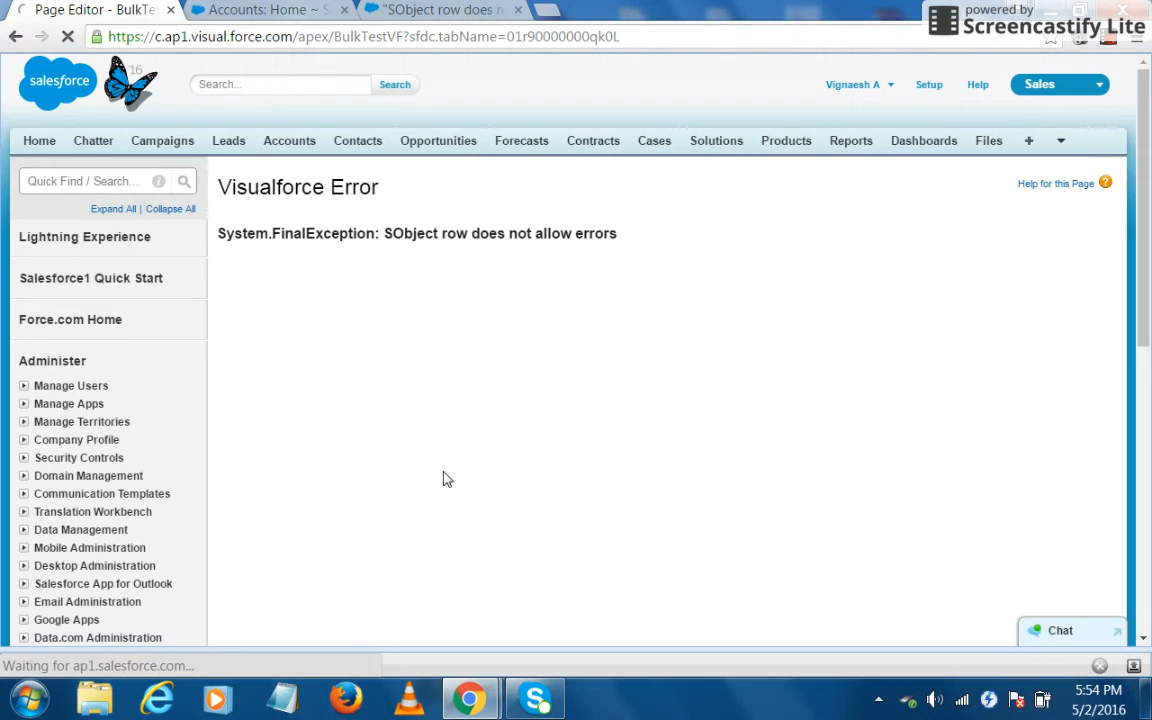 Page Editor - BulkTes
Accounts: Home ~ S
"SObject row does n
powered by
Screencastify Lite
https://c.ap1.visual.force.com/apex/BulkTestVF?sfdc.tabName=01r90000000qk0L
salesforce
'16
Search...
Search
Vignaesh A
Setup
Help
Sales
Home
Chatter
Campaigns
Leads
Accounts
Contacts
Opportunities
Forecasts
Contracts
Cases
Solutions
Products
Reports
Dashboards
Files
+
Quick Find / Search...
Expand All | Collapse All
Lightning Experience
Salesforce1 Quick Start
Force.com Home
Administer
Manage Users
Manage Apps
Manage Territories
Company Profile
Security Controls
Domain Management
Communication Templates
Translation Workbench
Data Management
Mobile Administration
Desktop Administration
Salesforce App for Outlook
Email Administration
Google Apps
Data.com Administration
Visualforce Error
Help for this Page
System.FinalException: SObject row does not allow errors
Chat
Waiting for ap1.salesforce.com...
5:54 PM
5/2/2016